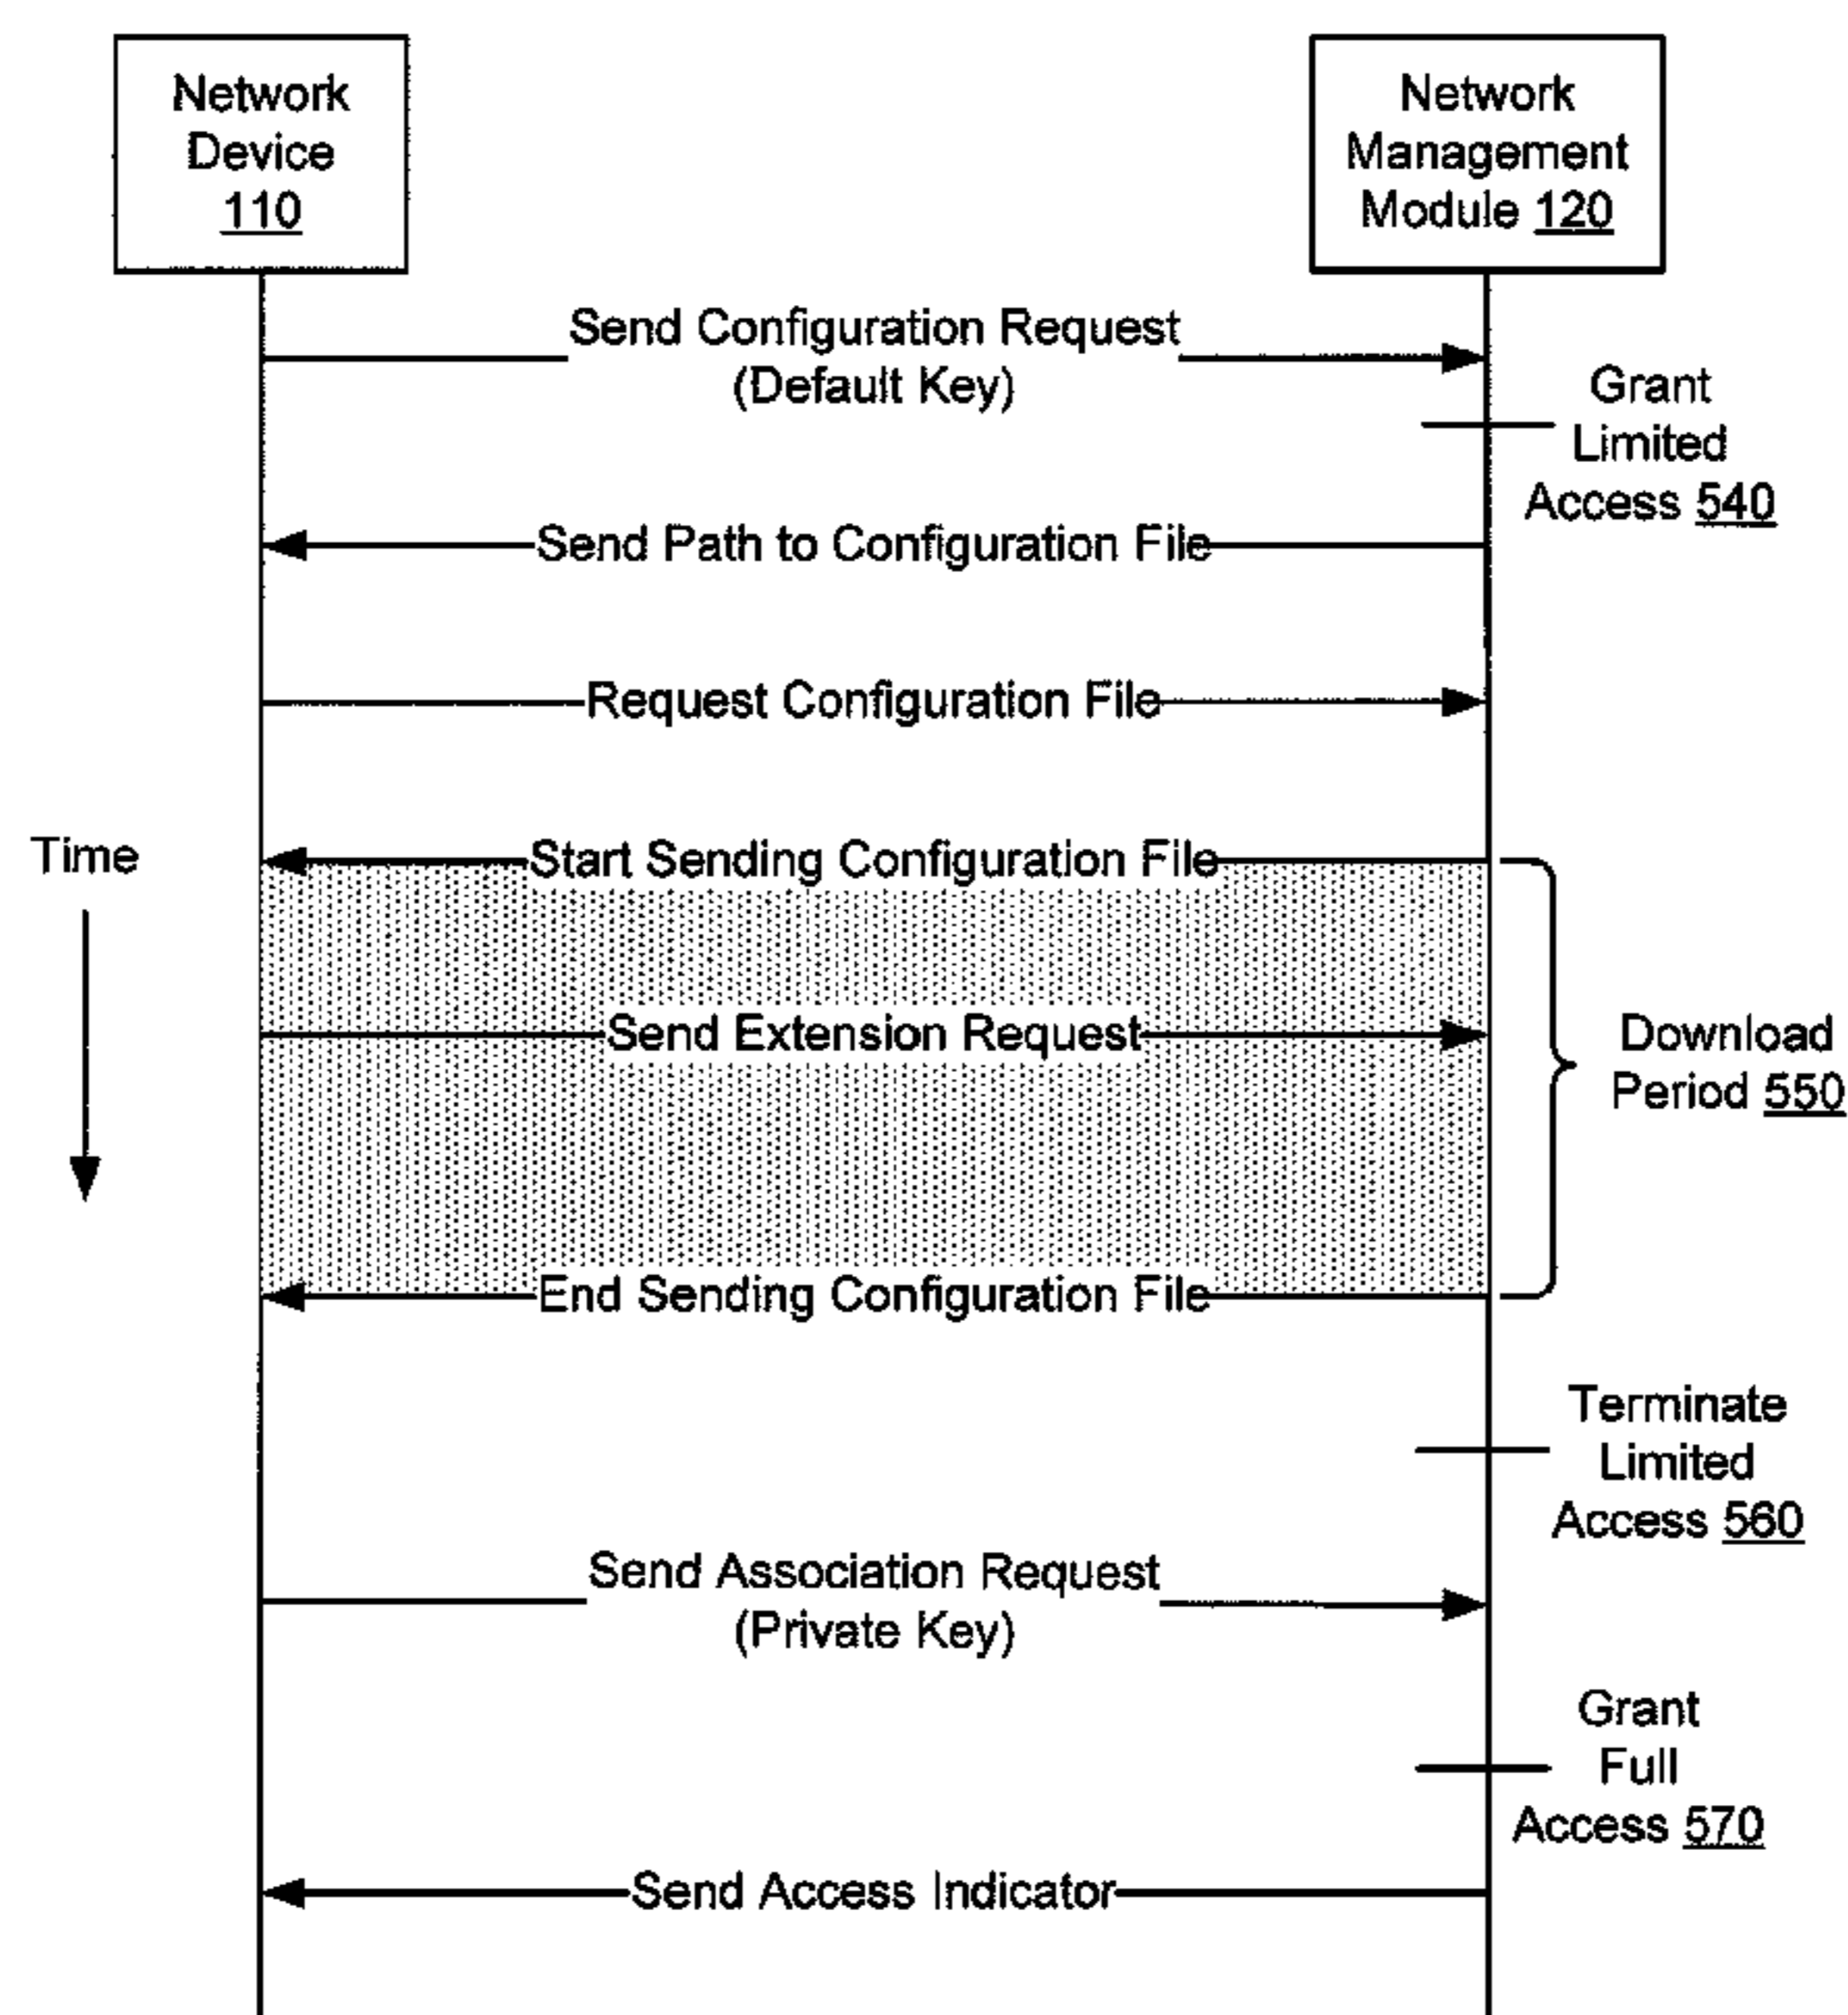 Network
Device
110
Network
Management
Module 120
Send Configuration Request
(Default Key)
Grant
Limited
Access 540
Send Path to Configuration File
Request Configuration File
Time
Start Sending Configuration File
Send Extension Request
Download
Period 550
End Sending Configuration File
Terminate
Limited
Access 560
Send Association Request
(Private Key)
Grant
Full
Access 570
Send Access Indicator